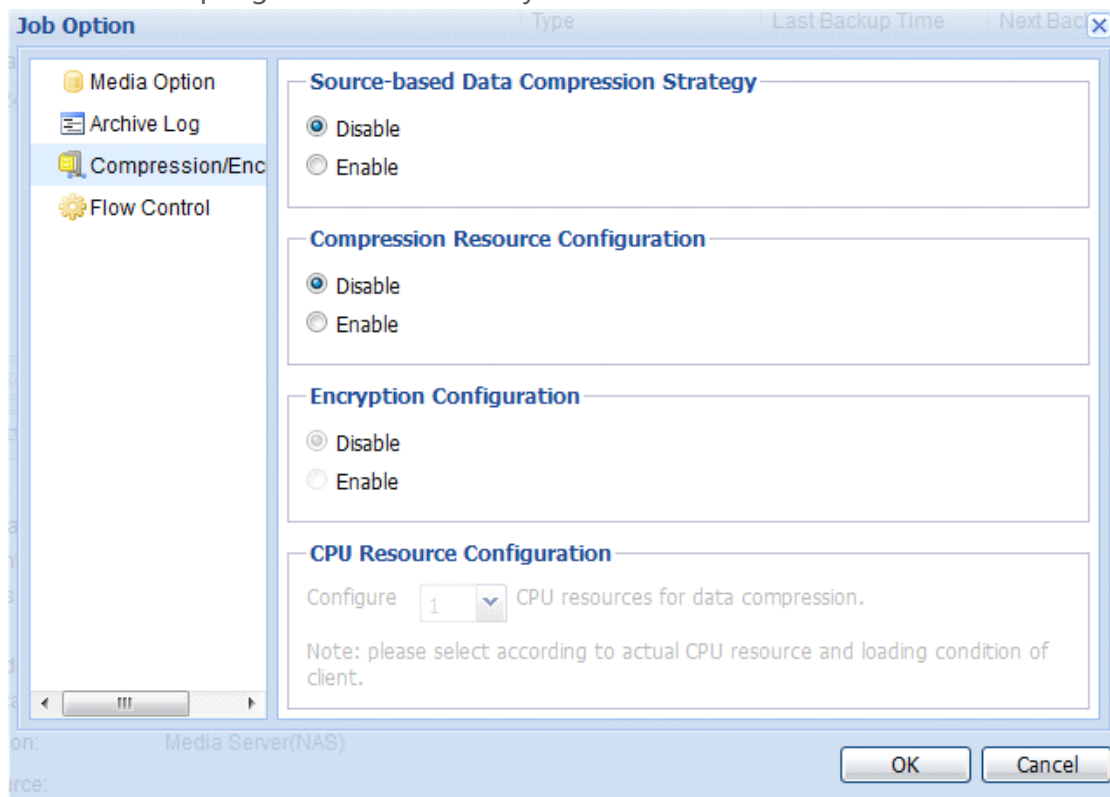 Job Option
Type
Last Backup Time
Next Bac
Media Option
Archive Log
Compression/Enc
Flow Control
Source-based Data Compression Strategy
Disable
Enable
Compression Resource Configuration
Disable
Enable
Encryption Configuration
Disable
Enable
CPU Resource Configuration
Configure 1 CPU resources for data compression.
Note: please select according to actual CPU resource and loading condition of
client.
on: Media Server(NAS)
OK
Cancel
urce: